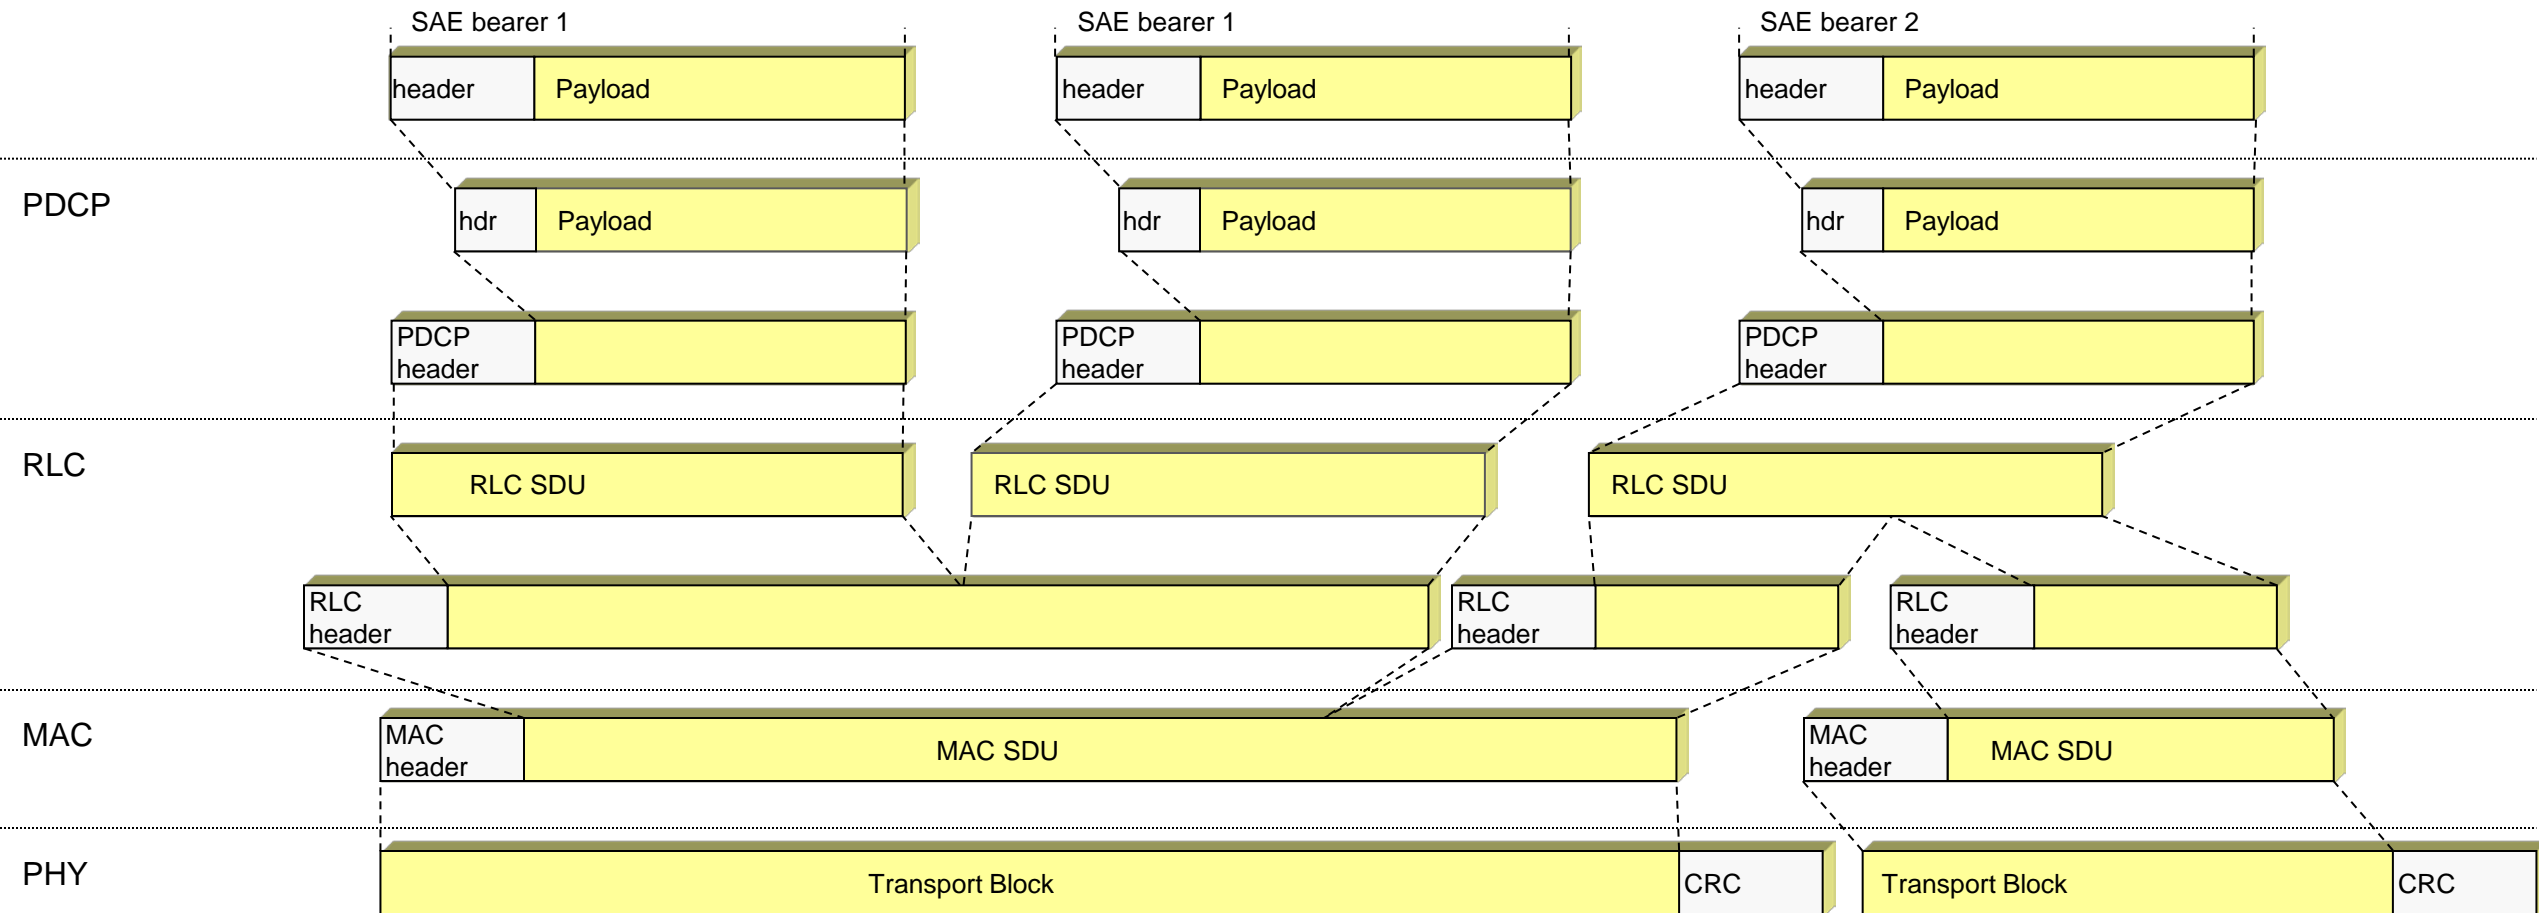 SAE bearer 1
SAE bearer 1
SAE bearer 2
header
Payload
header
Payload
header
Payload
PDCP
hdr
Payload
hdr
Payload
hdr
Payload
PDCP
header
PDCP
header
PDCP
header
RLC
RLC SDU
RLC SDU
RLC SDU
RLC
header
RLC
header
RLC
header
MAC
MAC
header
MAC SDU
MAC
header
MAC SDU
PHY
Transport Block
CRC
Transport Block
CRC